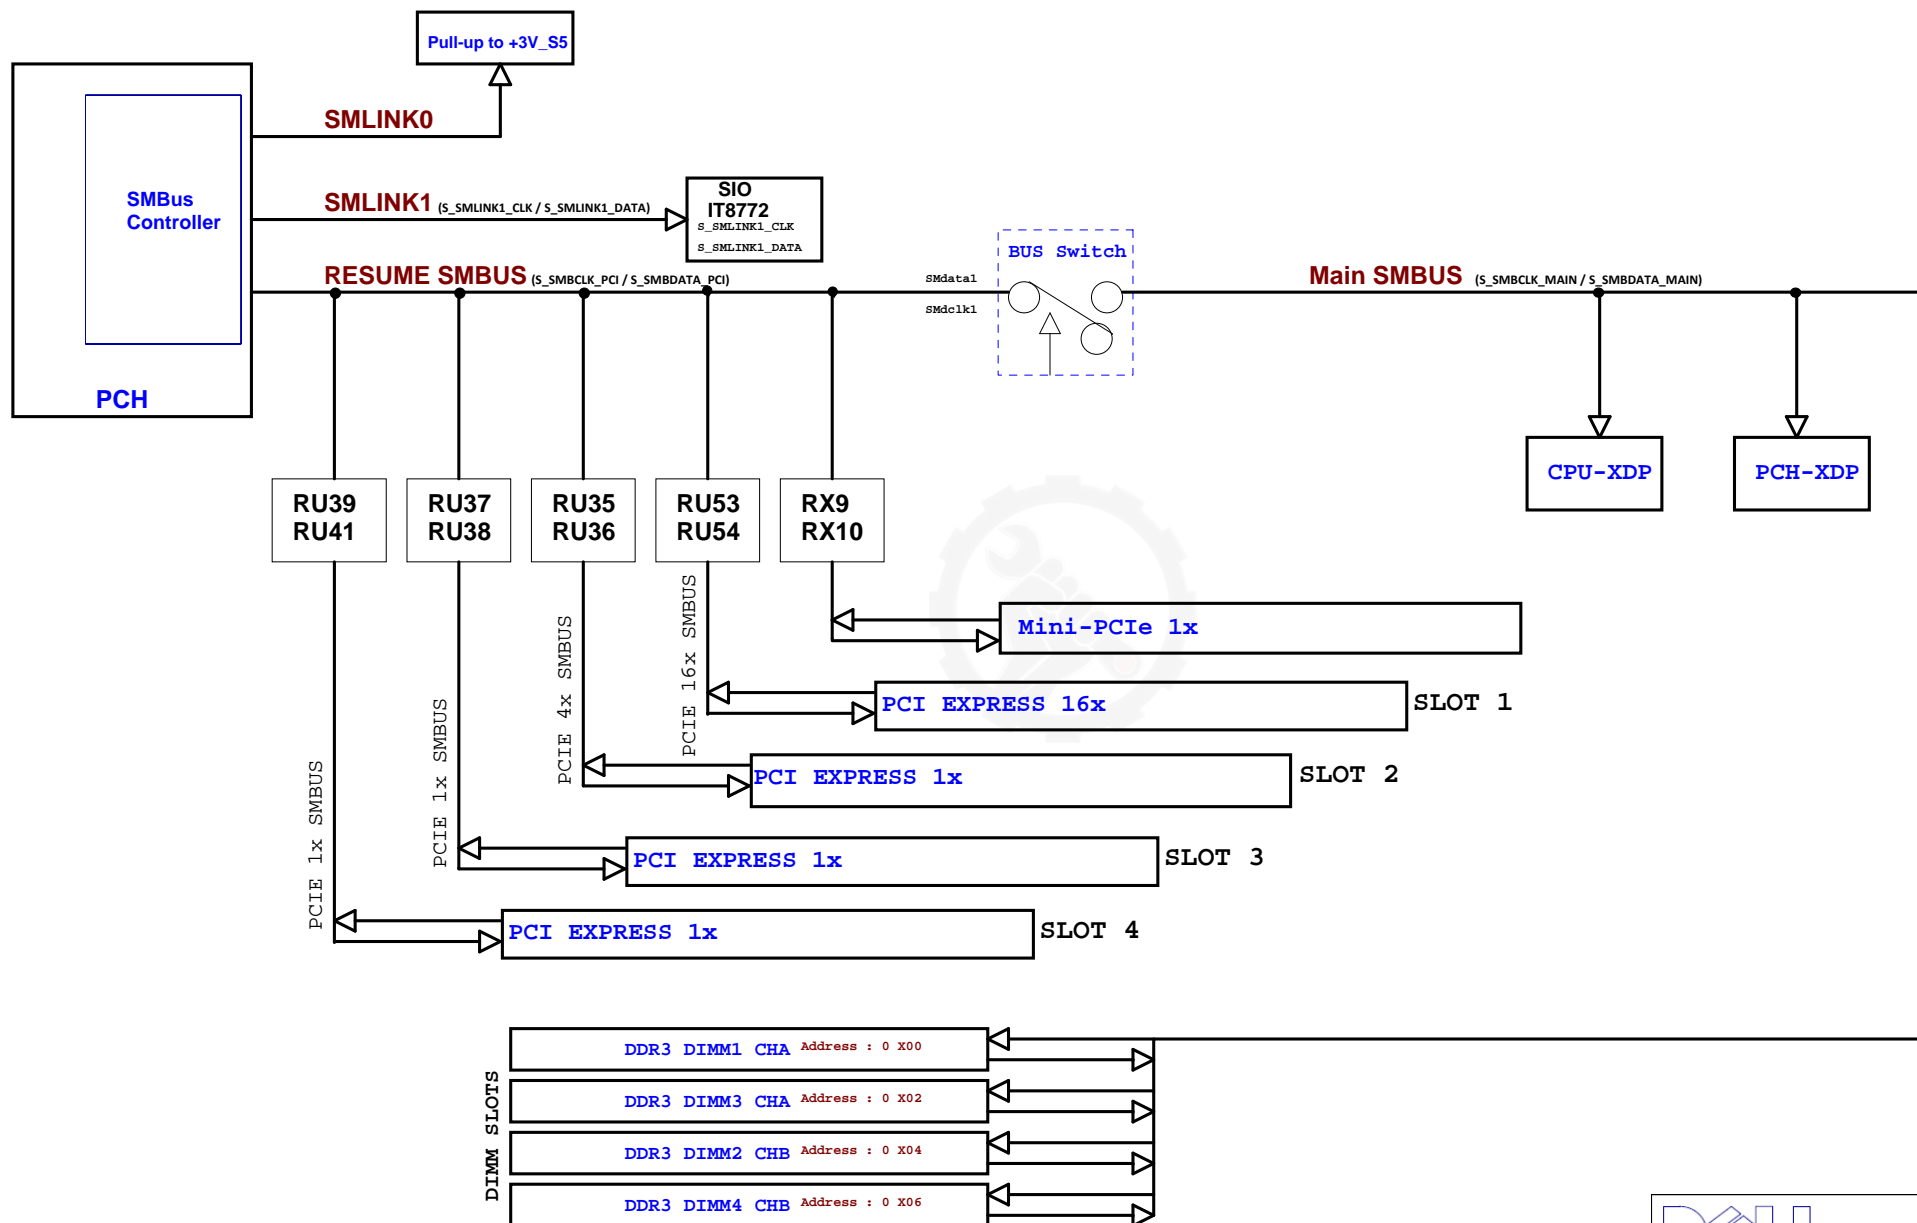 Pull-up to +3V_S5
SMLINK0
SMBus
Controller
SMLINK1 (S_SMLINK1_CLK / S_SMLINK1_DATA)
SIO
IT8772
S_SMLINK1_CLK
S_SMLINK1_DATA
RESUME SMBUS (S_SMBCLK_PCI / S_SMBDATA_PCI)
SMdata1
SMdclk1
BUS Switch
Main SMBUS (S_SMBCLK_MAIN / S_SMBDATA_MAIN)
PCH
CPU-XDP
PCH-XDP
RU39
RU41
RU37
RU38
RU35
RU36
RU53
RU54
RX9
RX10
PCIE 1x SMBUS
PCIE 1x SMBUS
PCIE 4x SMBUS
PCIE 16x SMBUS
Mini-PCIe 1x
PCI EXPRESS 16x SLOT 1
PCI EXPRESS 1x SLOT 2
PCI EXPRESS 1x SLOT 3
PCI EXPRESS 1x SLOT 4
DIMM SLOTS
DDR3 DIMM1 CHA Address : 0 X00
DDR3 DIMM3 CHA Address : 0 X02
DDR3 DIMM2 CHB Address : 0 X04
DDR3 DIMM4 CHB Address : 0 X06